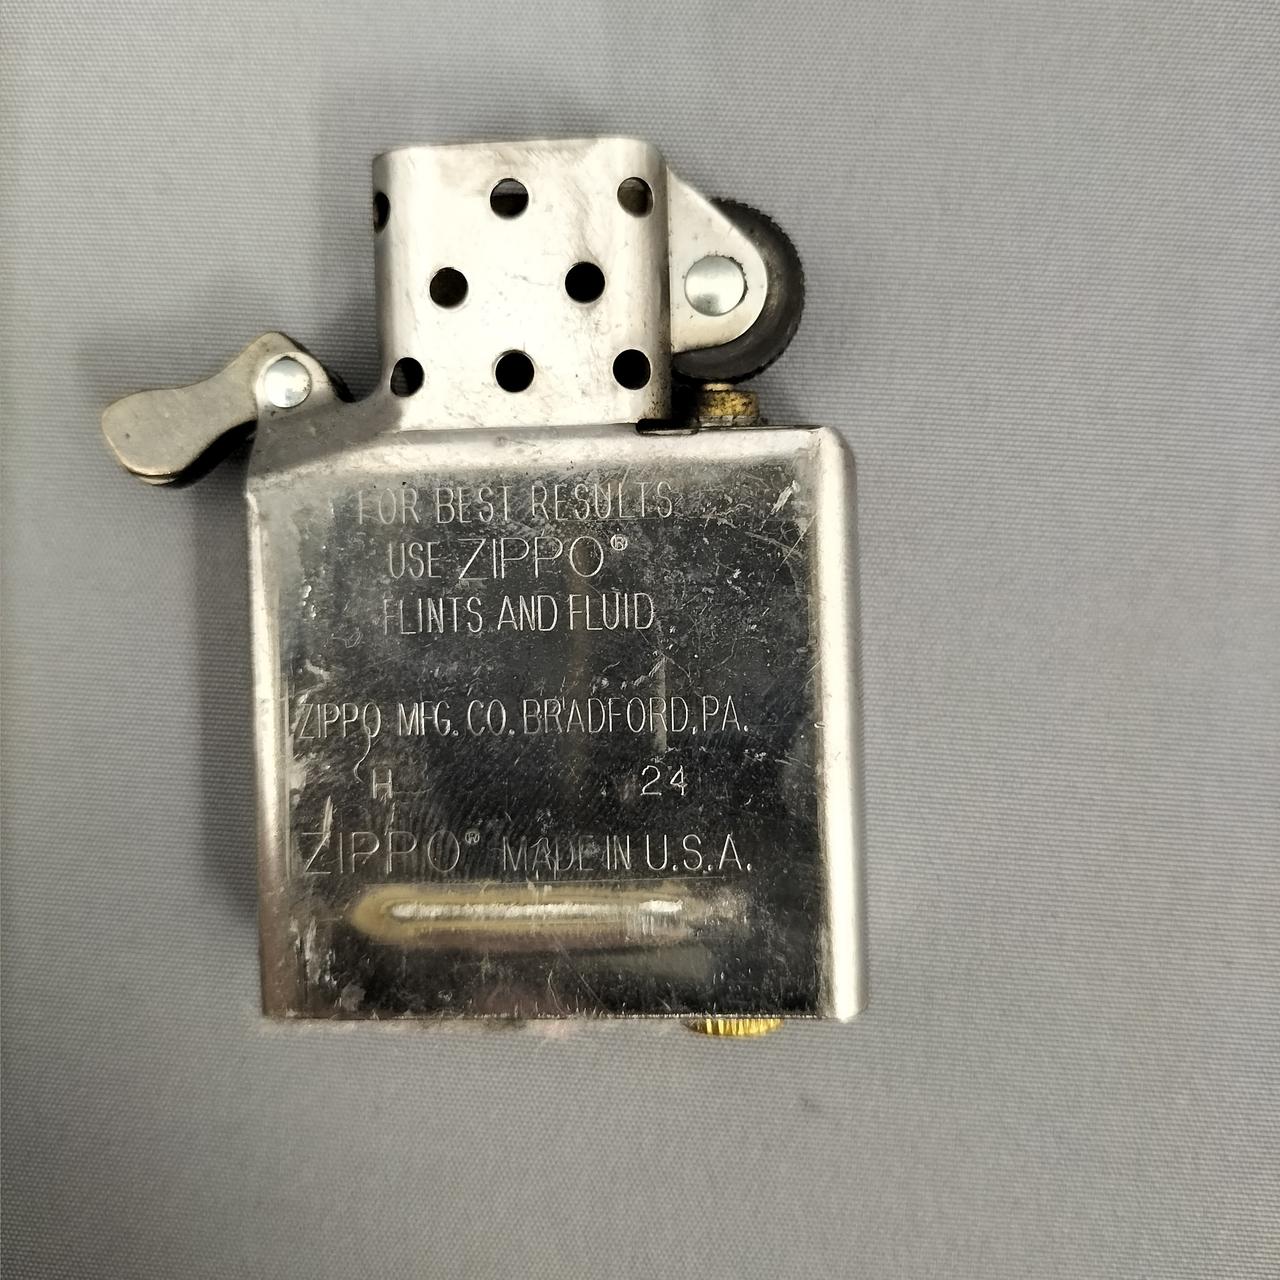 FOR BEST RESULTS
USE ZIPPO®
FLINTS AND FLUID
ZIPPO MFG. CO. BRADFORD, PA.
H 24
ZIPPO® MADE IN U.S.A.